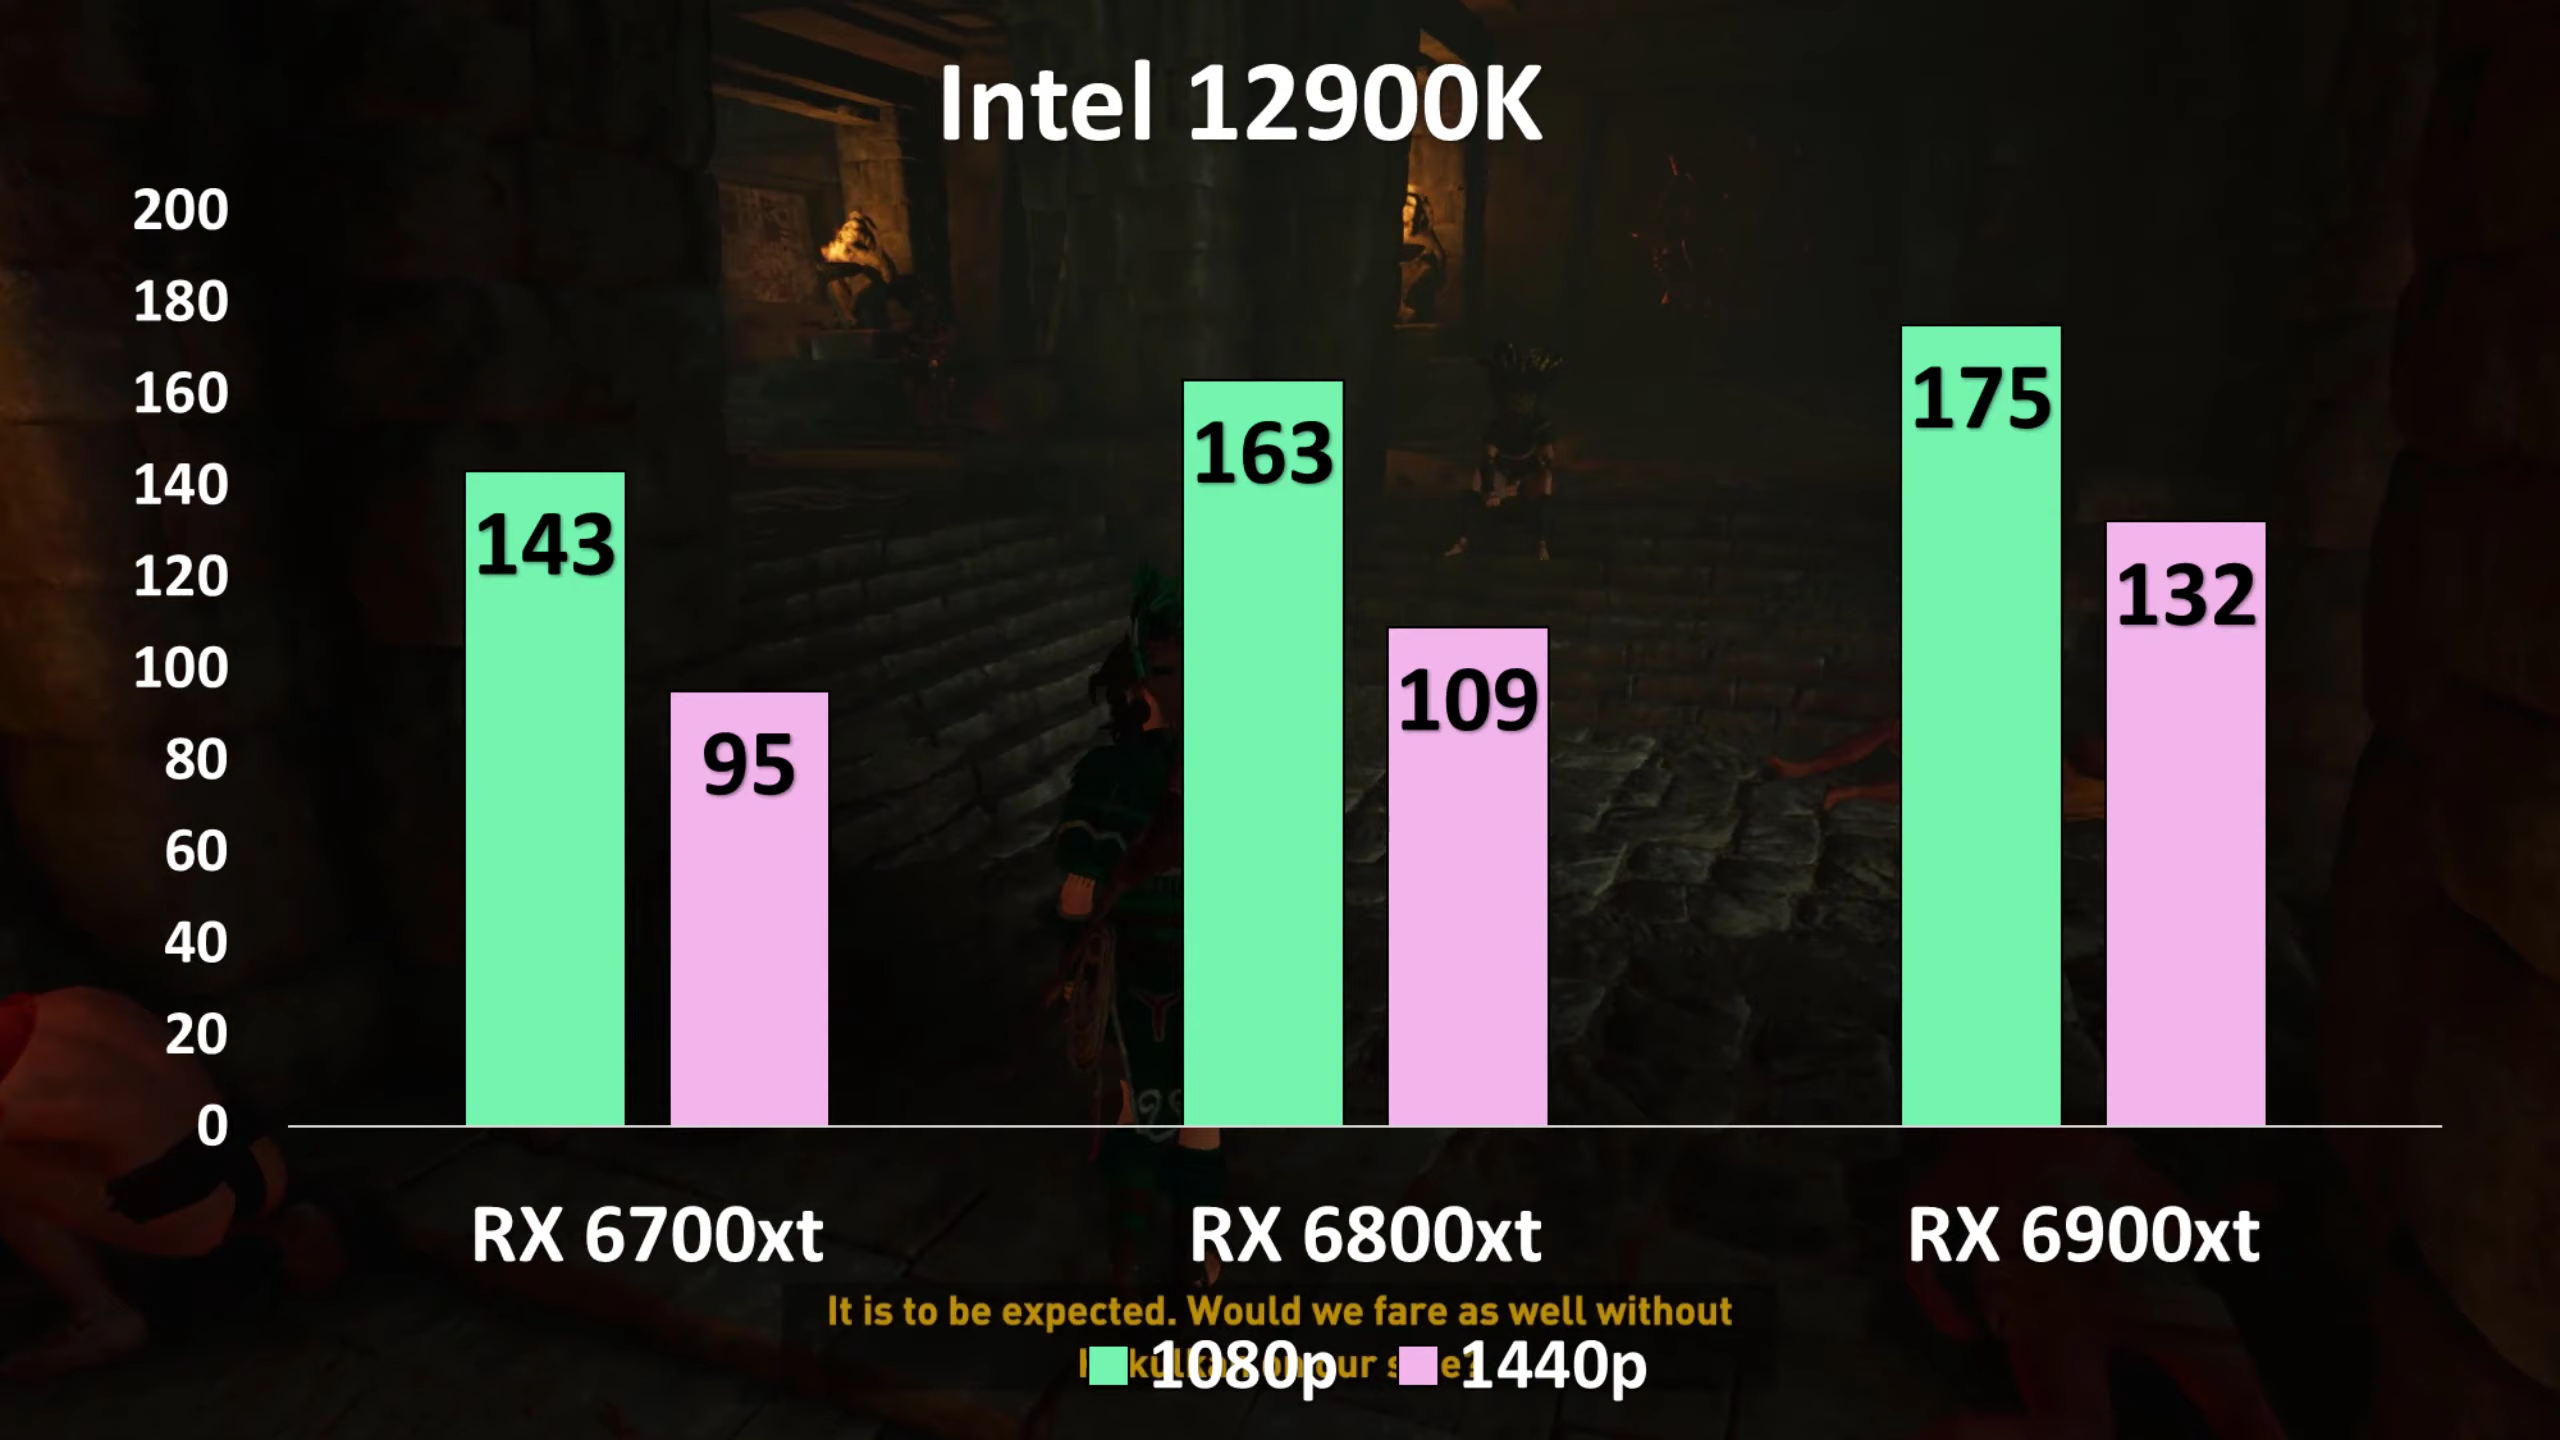 Intel 12900K
200
180
160
140
120
100
80
60
40
20
0
143
95
163
109
175
132
RX 6700xt
RX 6800xt
RX 6900xt
It is to be expected. Would we fare as well without
our
1080p
1440p